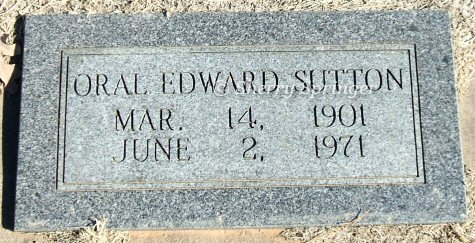 ORAL EDWARD SUTTON
MAR. 14, 1901
JUNE 2, 1971